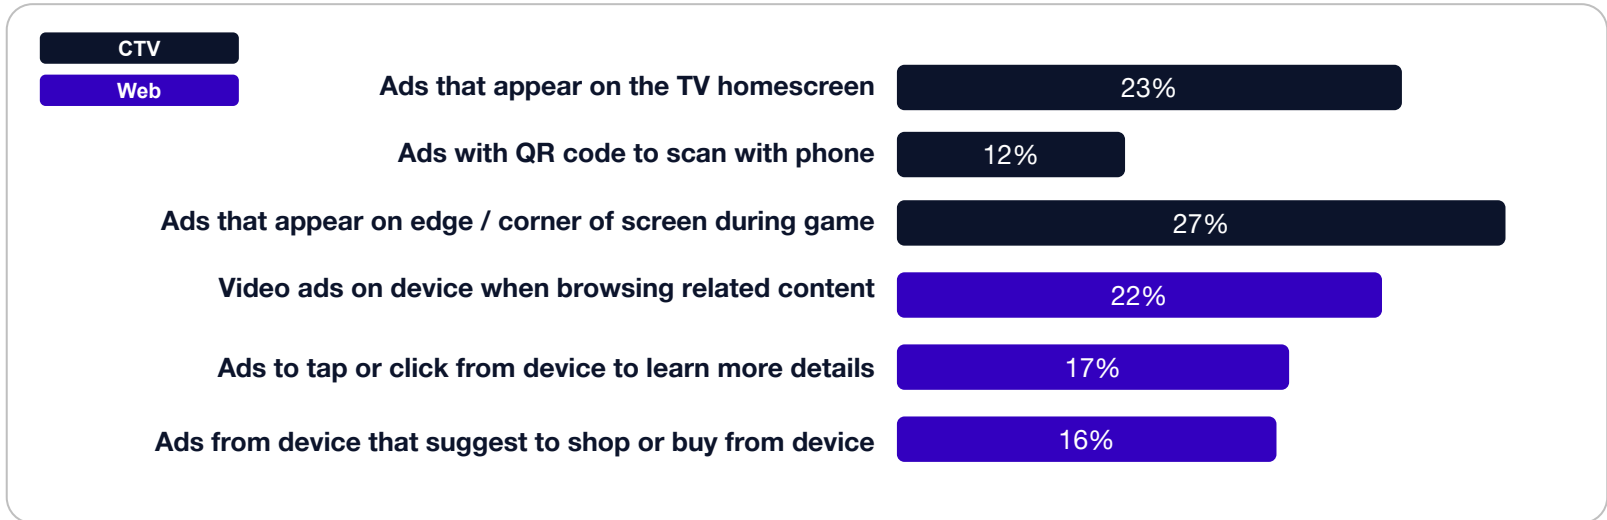 CTV
Web
Ads that appear on the TV homescreen
23%
Ads with QR code to scan with phone
12%
Ads that appear on edge / corner of screen during game
27%
Video ads on device when browsing related content
22%
Ads to tap or click from device to learn more details
17%
Ads from device that suggest to shop or buy from device
16%